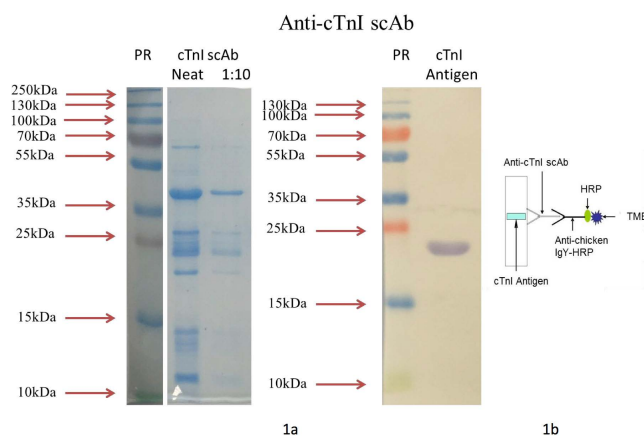 Anti-cTnI scAb
PR
cTnI scAb
Neat 1:10
250kDa
130kDa
100kDa
70kDa
55kDa
35kDa
25kDa
15kDa
10kDa
PR
cTnI
Antigen
130kDa
100kDa
70kDa
55kDa
35kDa
25kDa
15kDa
10kDa
Anti-cTnI scAb
HRP
TMB
Anti-chicken
IgY-HRP
cTnI Antigen
1a
1b